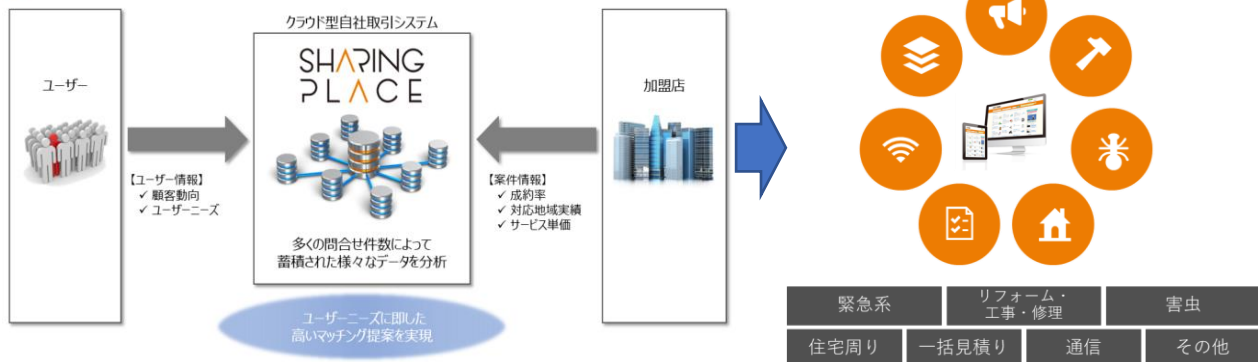 クラウド型自社取引システム
SHARING
PLACE
ユーザー
加盟店
【ユーザー情報】
✓ 顧客動向
✓ ユーザーニーズ
【案件情報】
✓ 成約率
✓ 対応地域実績
✓ サービス単価
多くの問合せ件数によって
蓄積された様々なデータを分析
ユーザーニーズに即した
高いマッチング提案を実現
緊急系
リフォーム・
工事・修理
害虫
住宅周り
一括見積り
通信
その他